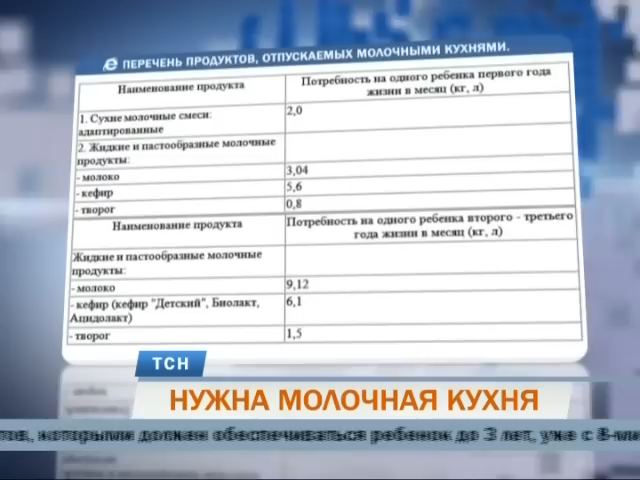 ПЕРЕЧЕНЬ ПРОДУКТОВ, ОТПУСКАЕМЫХ МОЛОЧНЫМИ КУХНЯМИ.
Наименование продукта
Потребность на одного ребенка первого года
жизни в месяц (кг, л)
1. Сухие молочные смеси:
адаптированные
2,0
2. Жидкие и пастообразные молочные
продукты:
- молоко
3,04
- кефир
5,6
- творог
0,8
Наименование продукта
Потребность на одного ребенка второго - третьего
года жизни в месяц (кг, л)
Жидкие и пастообразные молочные
продукты:
- молоко
9,12
- кефир (кефир "Детский", Биолакт,
Ацидолакт)
6,1
- творог
1,5
ТСН
НУЖНА МОЛОЧНАЯ КУХНЯ
тов, которыми должен обеспечиваться ребенок до 3 лет, уже с 8-ми